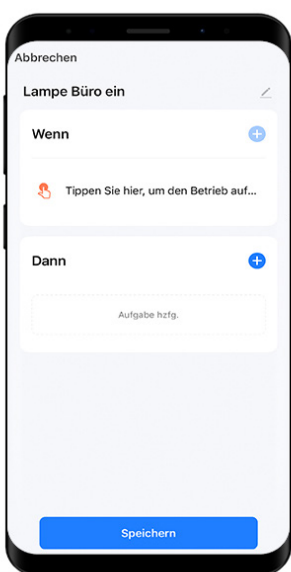 Abbrechen
Lampe Büro ein
Wenn
Tippen Sie hier, um den Betrieb auf...
Dann
Aufgabe hzfg.
Speichern